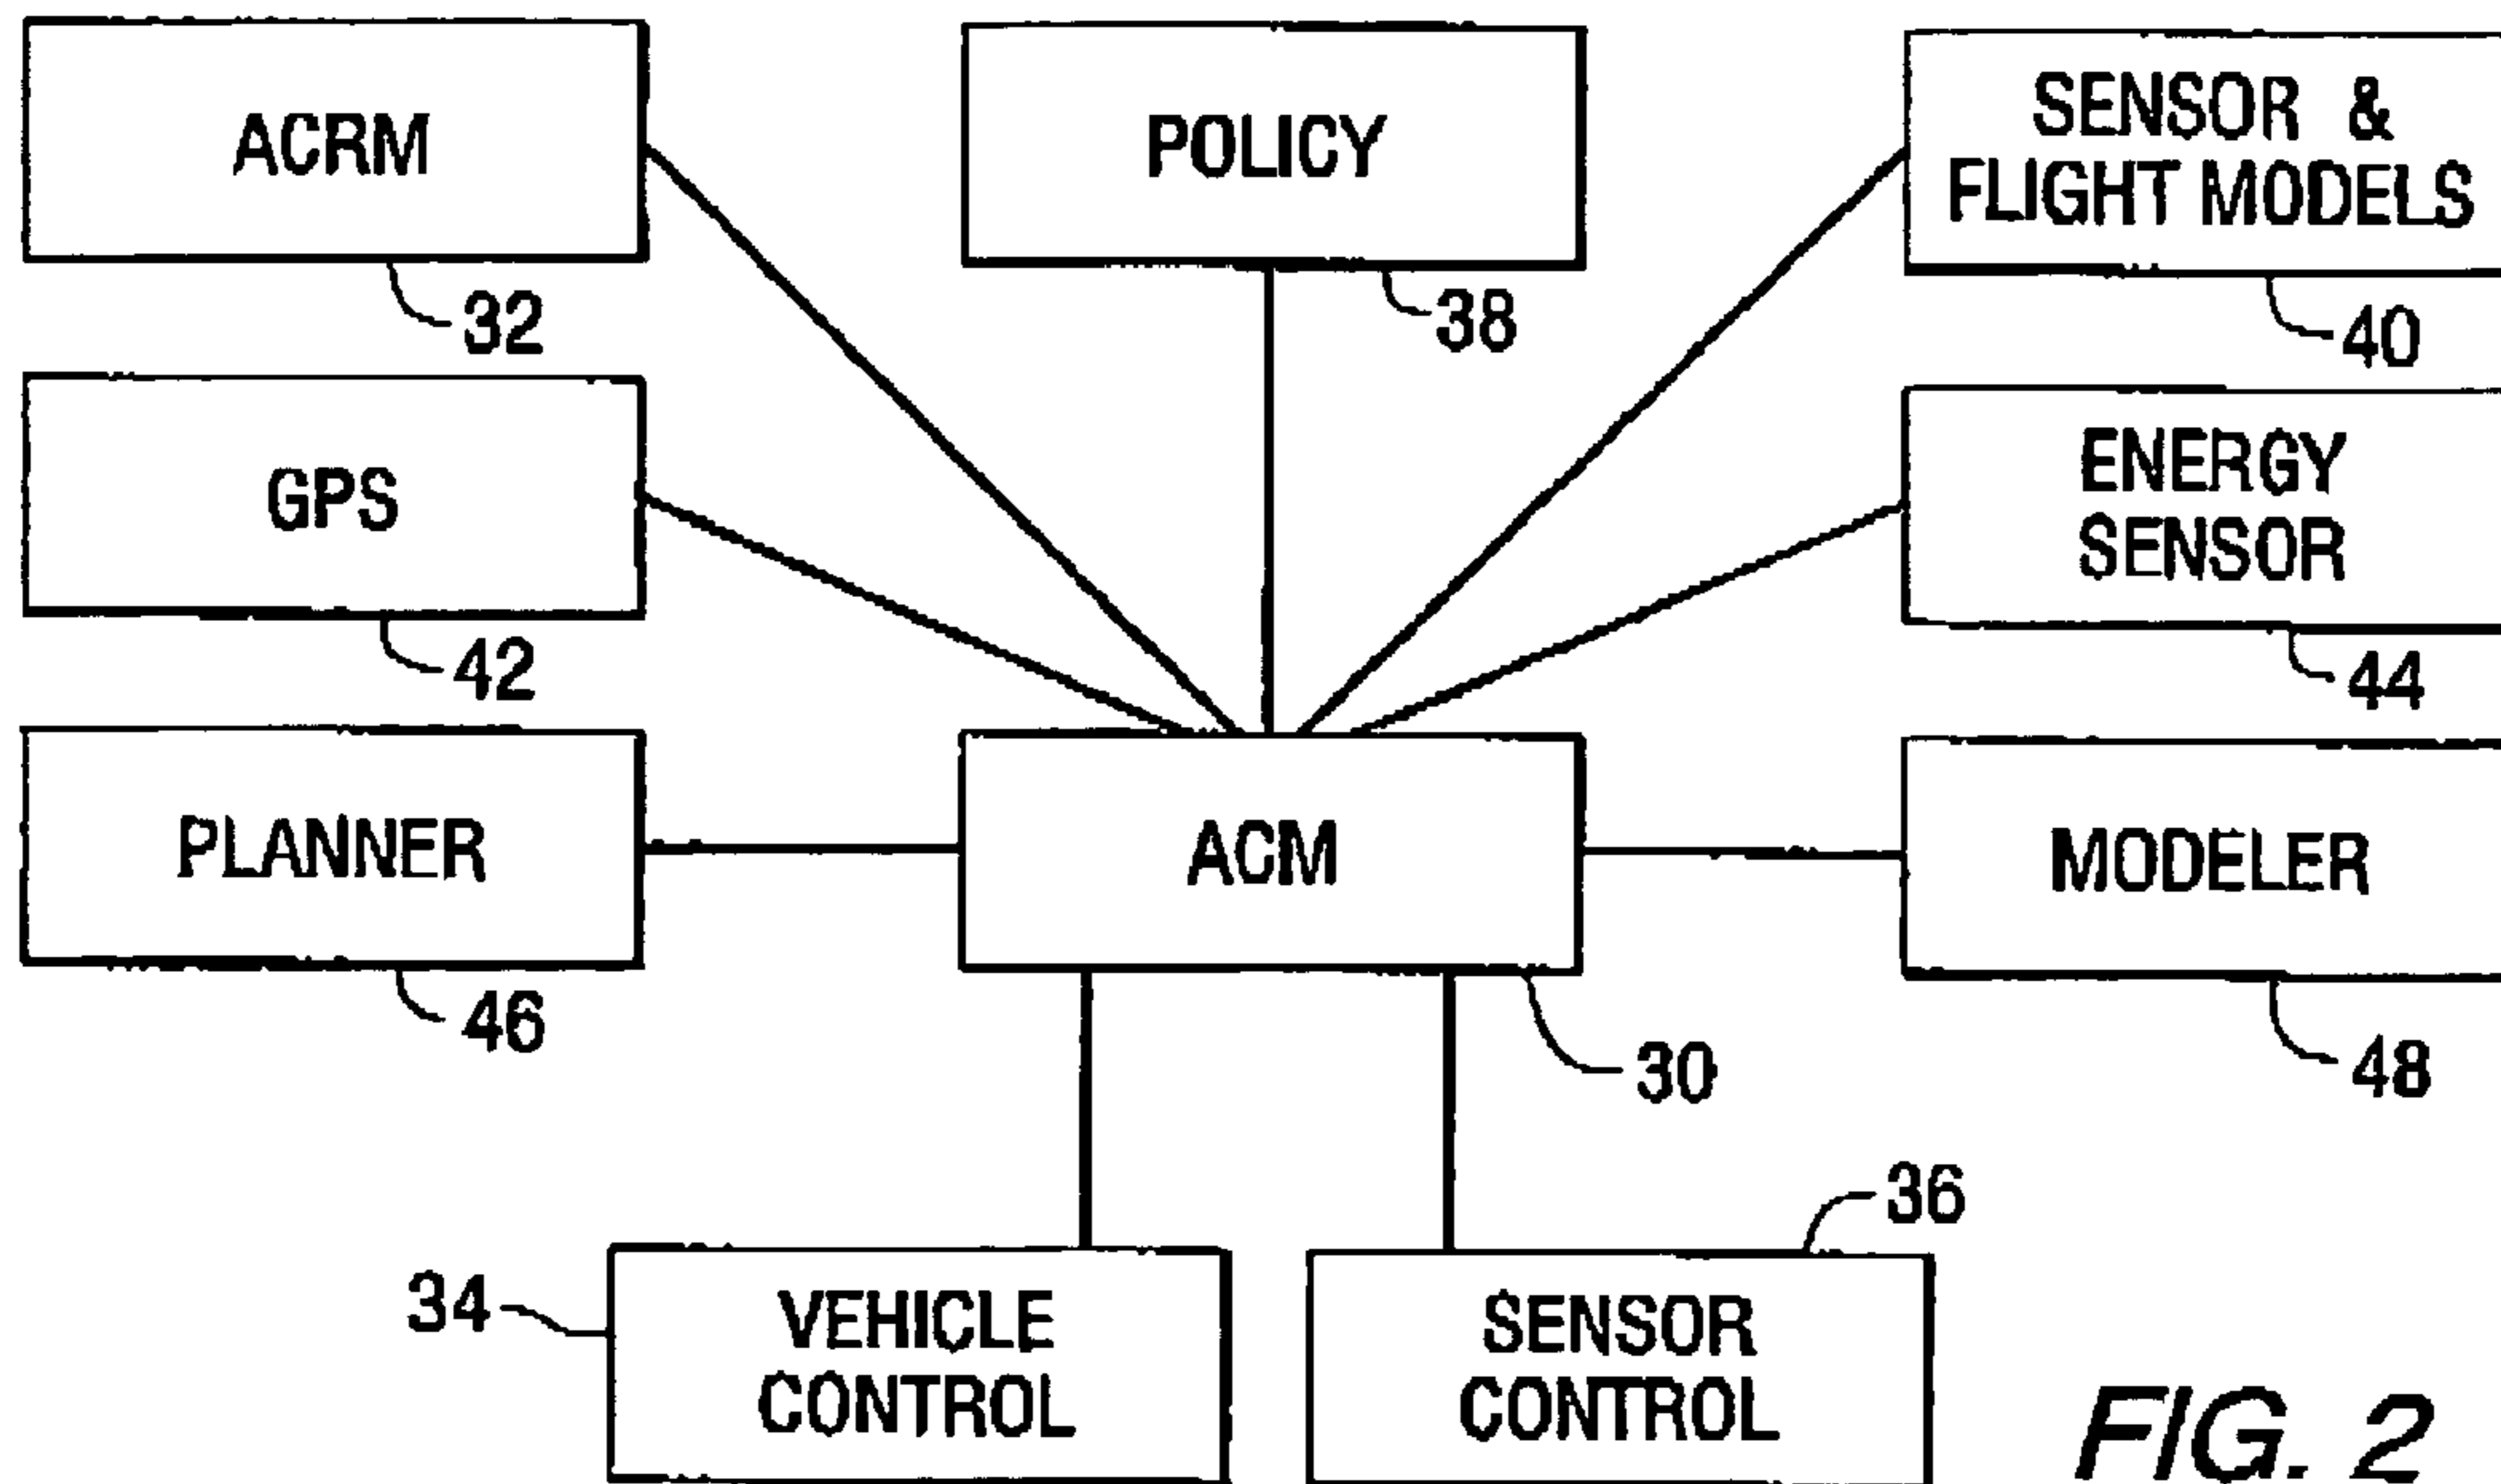 ACRM
32
POLICY
38
SENSOR &
FLIGHT MODELS
40
GPS
42
ENERGY
SENSOR
44
PLANNER
46
ACM
30
MODELER
48
34
VEHICLE
CONTROL
36
SENSOR
CONTROL
FIG. 2